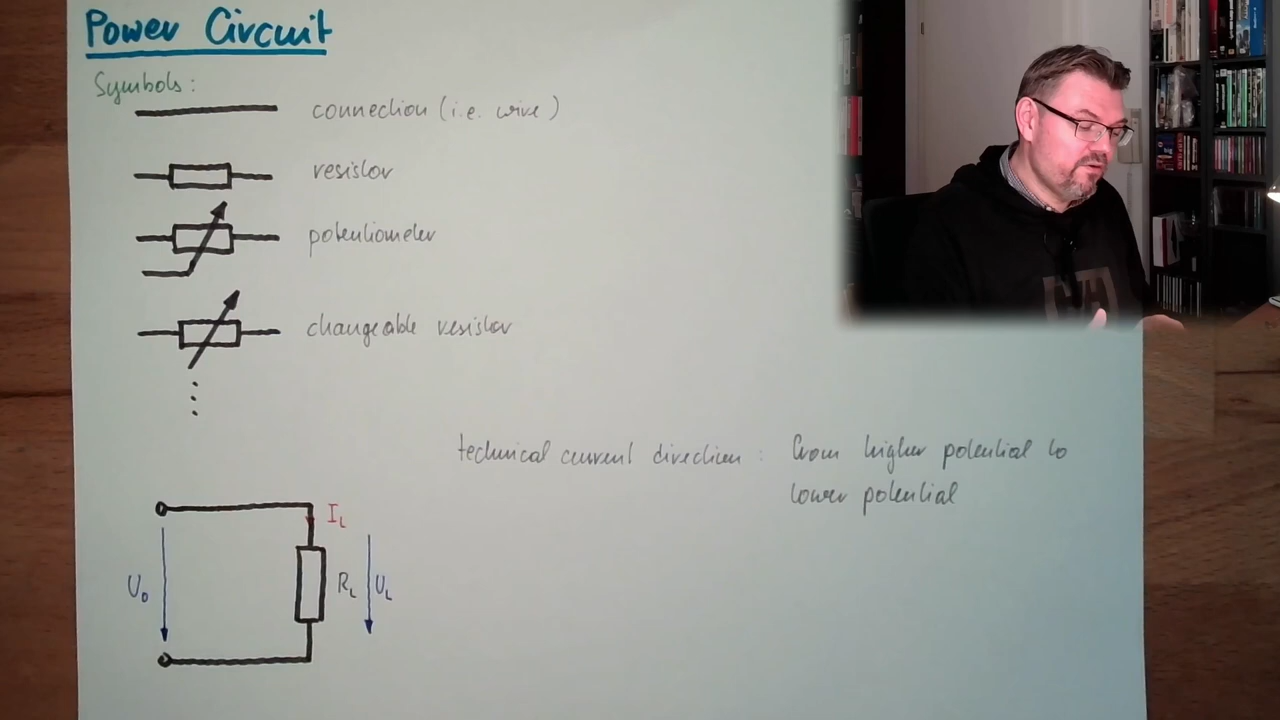 Power Circuit
Symbols:
connection (i.e. wire)
resistor
potentiometer
changeable resistor
technical current direction : from higher potential to
lower potential
I_L
U_0
R_L
U_L